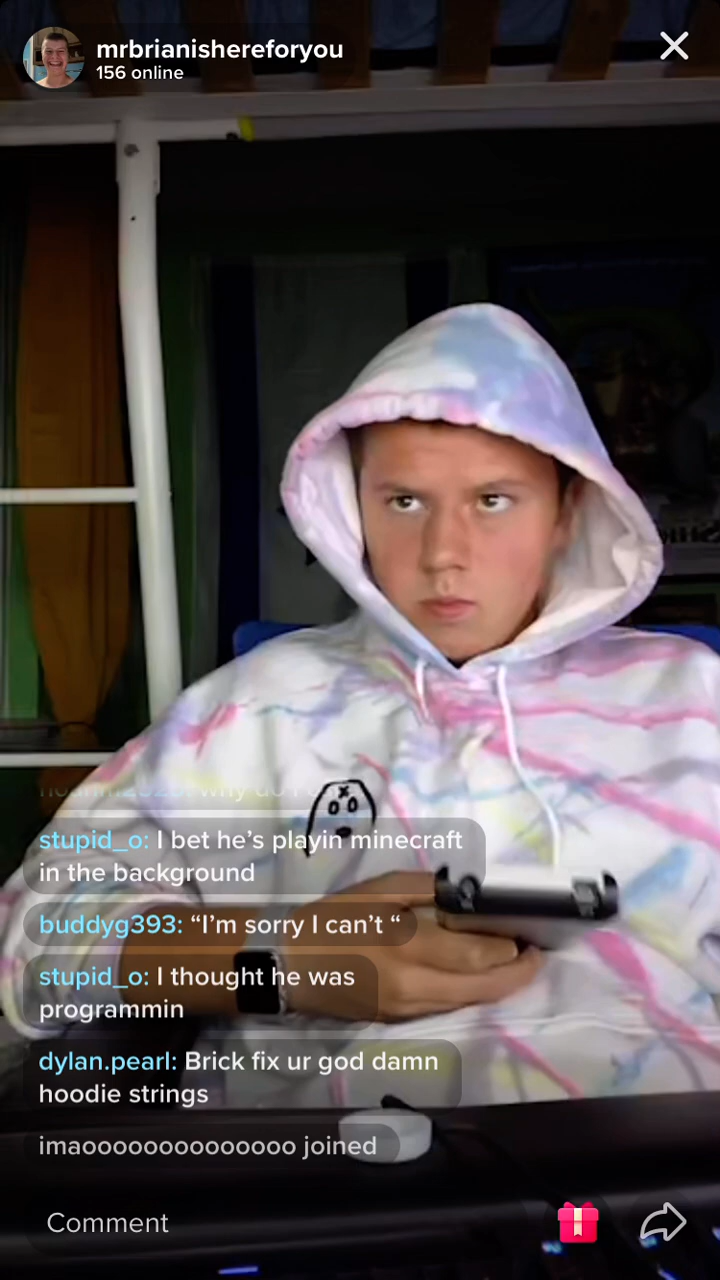 mrbrianishereforyou
156 online
stupid_o: I bet he's playin minecraft
in the background
buddyg393: “I'm sorry I can't “
stupid_o: I thought he was
programmin
dylan.pearl: Brick fix ur god damn
hoodie strings
imaoooooooooooooo joined
Comment